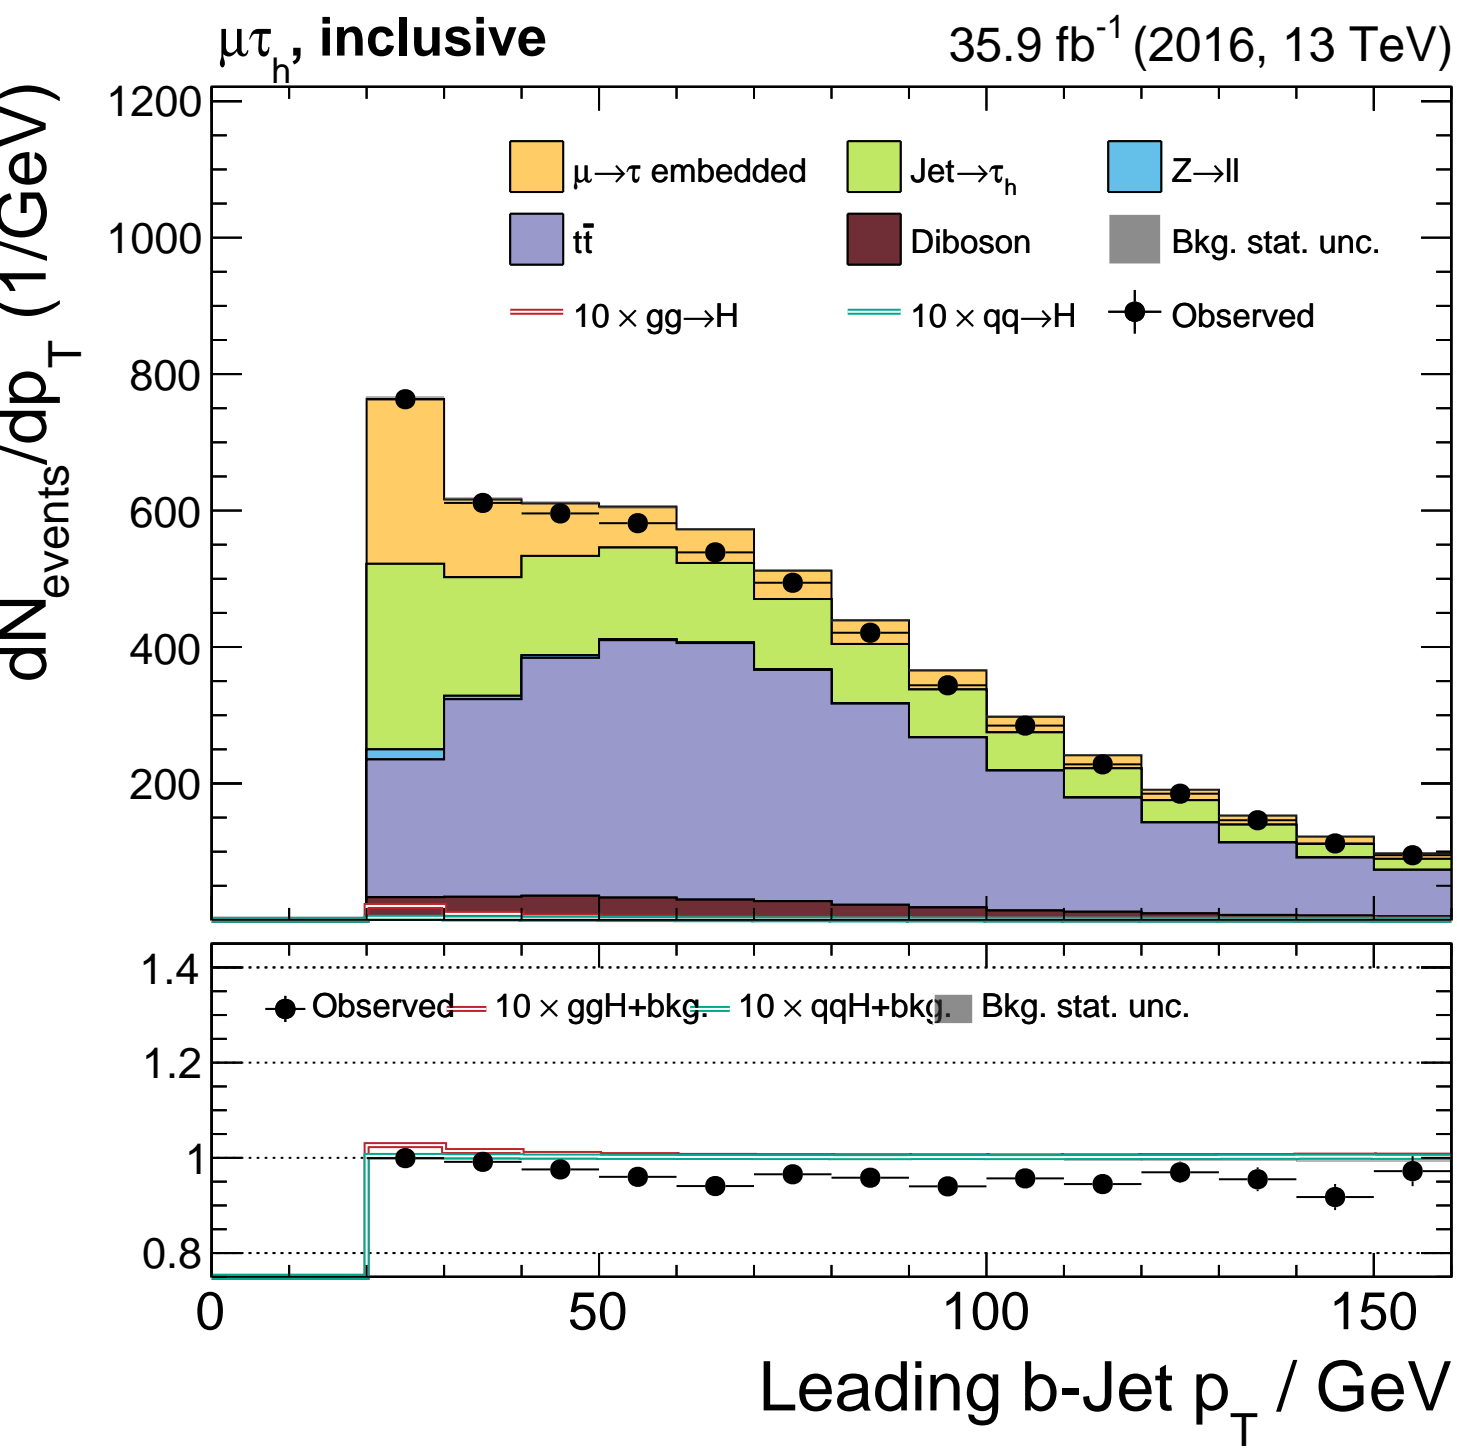 μτh, inclusive 35.9 fb-1 (2016, 13 TeV)
dNevents/dpT (1/GeV)
1200
1000
800
600
400
200
μ→τ embedded Jet→τh Z→ll
tt̄ Diboson Bkg. stat. unc.
10 × gg→H 10 × qq→H Observed
1.4
1.2
1
0.8
Observed 10 × ggH+bkg. 10 × qqH+bkg. Bkg. stat. unc.
0 50 100 150
Leading b-Jet pT / GeV